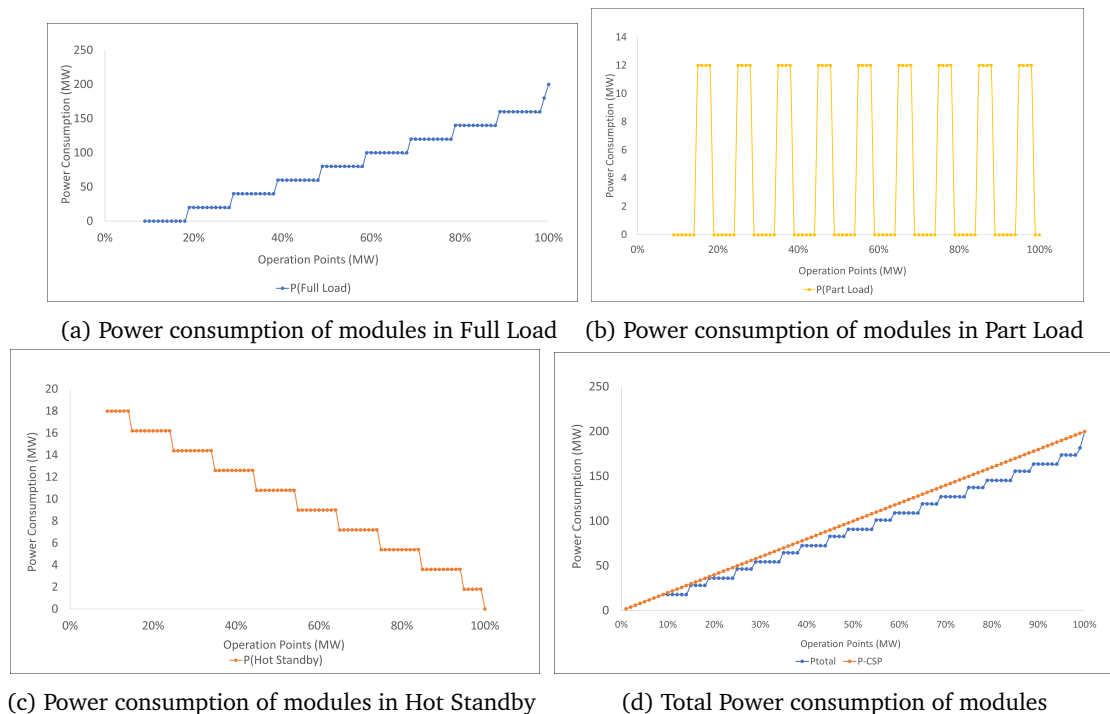 250
200
150
100
50
0
Power Consumption (MW)
0% 20% 40% 60% 80% 100%
Operation Points (MW)
P(Full Load)
14
12
10
8
6
4
2
0
Power Consumption (MW)
0% 20% 40% 60% 80% 100%
Operation Points (MW)
P(Part Load)
(a) Power consumption of modules in Full Load
(b) Power consumption of modules in Part Load
20
18
16
14
12
10
8
6
4
2
0
Power Consumption (MW)
0% 20% 40% 60% 80% 100%
Operation Points (MW)
P(Hot Standby)
250
200
150
100
50
0
Power Consumption (MW)
0% 10% 20% 30% 40% 50% 60% 70% 80% 90% 100%
Operation Points (MW)
Ptotal P-CSP
(c) Power consumption of modules in Hot Standby
(d) Total Power consumption of modules